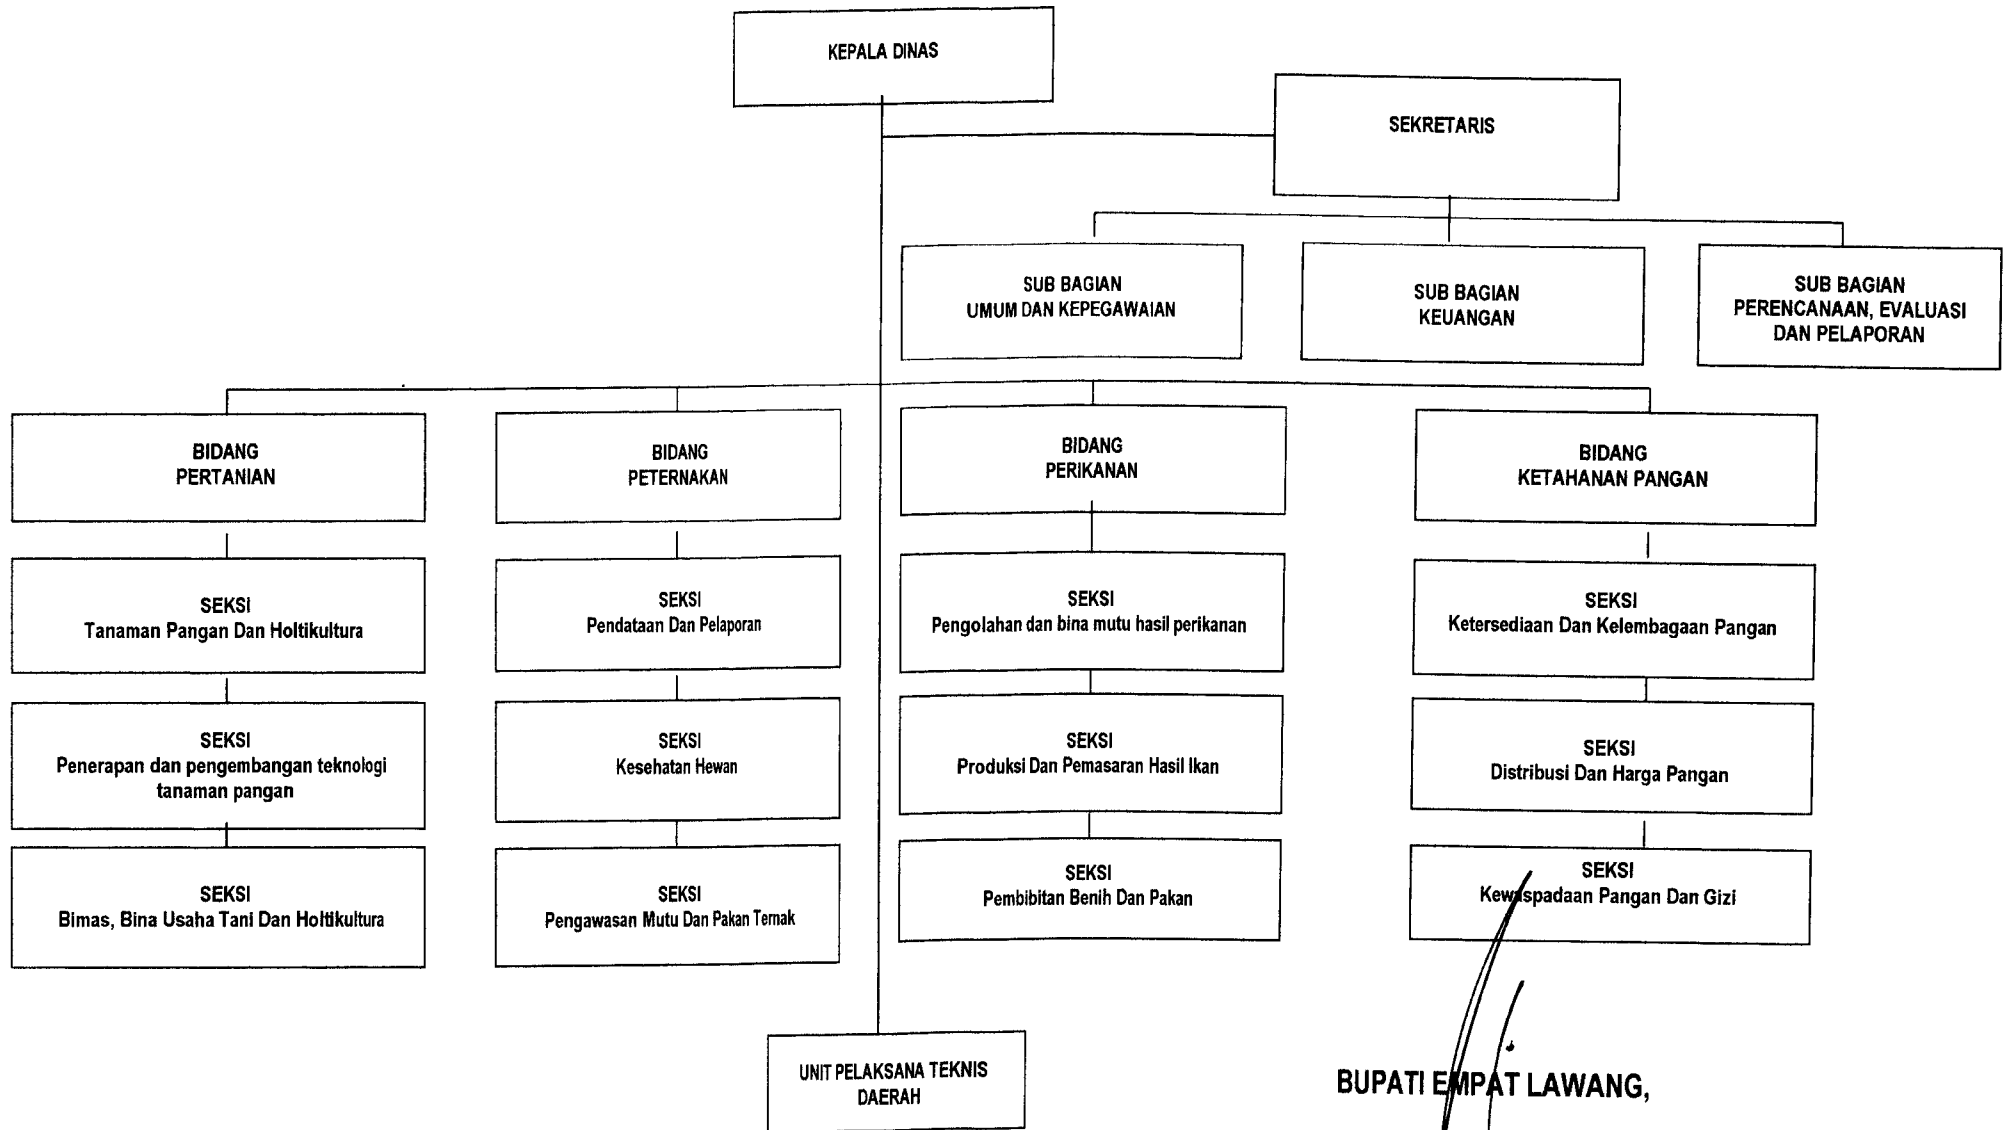 KEPALA DINAS
SEKRETARIS
SUB BAGIAN
UMUM DAN KEPEGAWAIAN
SUB BAGIAN
KEUANGAN
SUB BAGIAN
PERENCANAAN, EVALUASI
DAN PELAPORAN
BIDANG
PERTANIAN
BIDANG
PETERNAKAN
BIDANG
PERIKANAN
BIDANG
KETAHANAN PANGAN
SEKSI
Tanaman Pangan Dan Holtikultura
SEKSI
Pendataan Dan Pelaporan
SEKSI
Pengolahan dan bina mutu hasil perikanan
SEKSI
Ketersediaan Dan Kelembagaan Pangan
SEKSI
Penerapan dan pengembangan teknologi
tanaman pangan
SEKSI
Kesehatan Hewan
SEKSI
Produksi Dan Pemasaran Hasil Ikan
SEKSI
Distribusi Dan Harga Pangan
SEKSI
Bimas, Bina Usaha Tani Dan Holtikultura
SEKSI
Pengawasan Mutu Dan Pakan Ternak
SEKSI
Pembibitan Benih Dan Pakan
SEKSI
Kewaspadaan Pangan Dan Gizi
UNIT PELAKSANA TEKNIS
DAERAH
BUPATI EMPAT LAWANG,